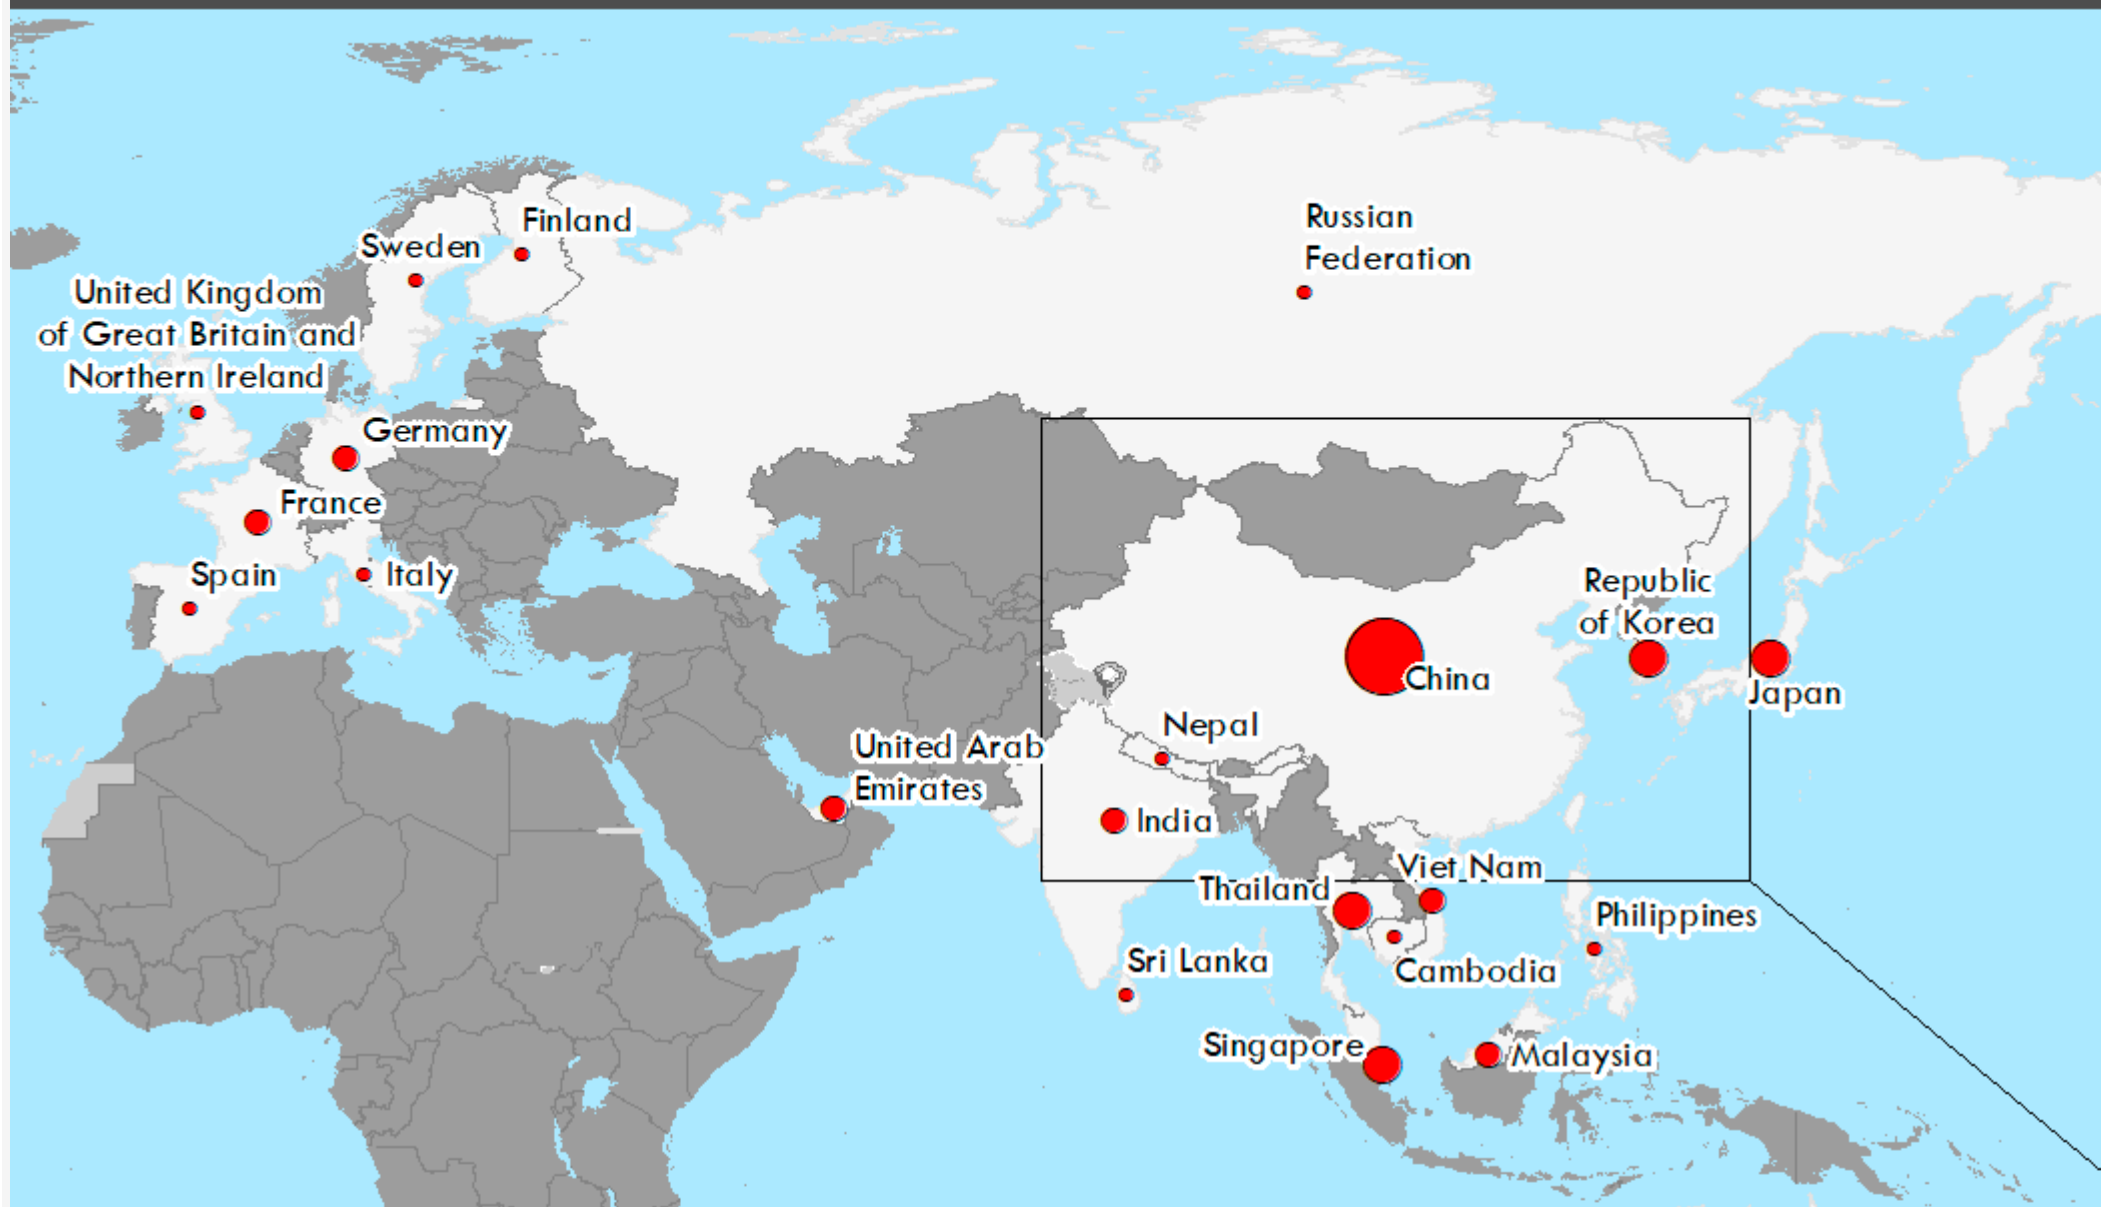 Finland
Russian
Federation
Sweden
United Kingdom
of Great Britain and
Northern Ireland
Germany
France
Spain
Italy
Republic
of Korea
China
Japan
Nepal
United Arab
Emirates
India
Viet Nam
Thailand
Philippines
Sri Lanka
Cambodia
Singapore
Malaysia